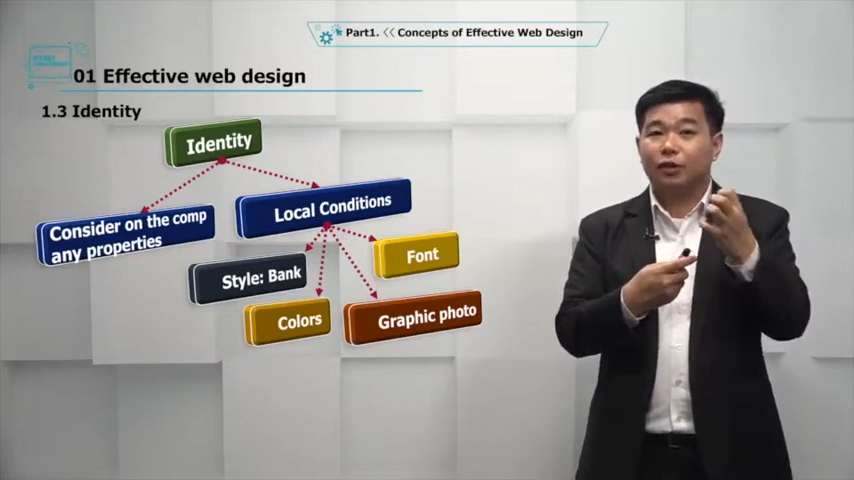 Part1. << Concepts of Effective Web Design
01 Effective web design
1.3 Identity
Identity
Consider on the comp
any properties
Local Conditions
Style: Bank
Font
Colors
Graphic photo